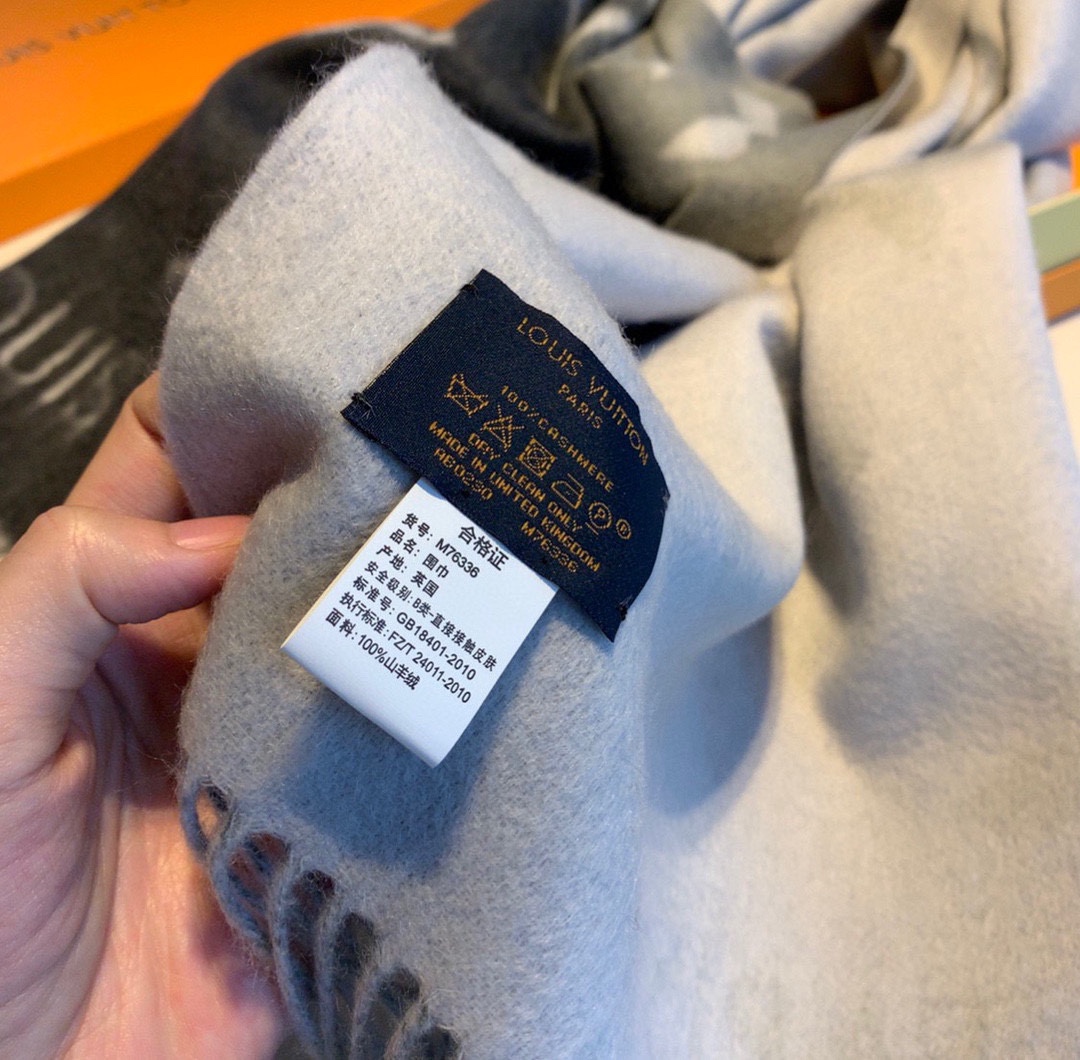 LOUIS VUITTON
PARIS
100%CASHMERE
DRY CLEAN ONLY
MADE IN UNITED KINGDOM
AE0230 M76336
合格证
货号: M76336
品名: 围巾
产地: 英国
安全级别: B类-直接接触皮肤
标准号: GB18401-2010
执行标准: FZ/T 24011-2010
面料: 100%山羊绒